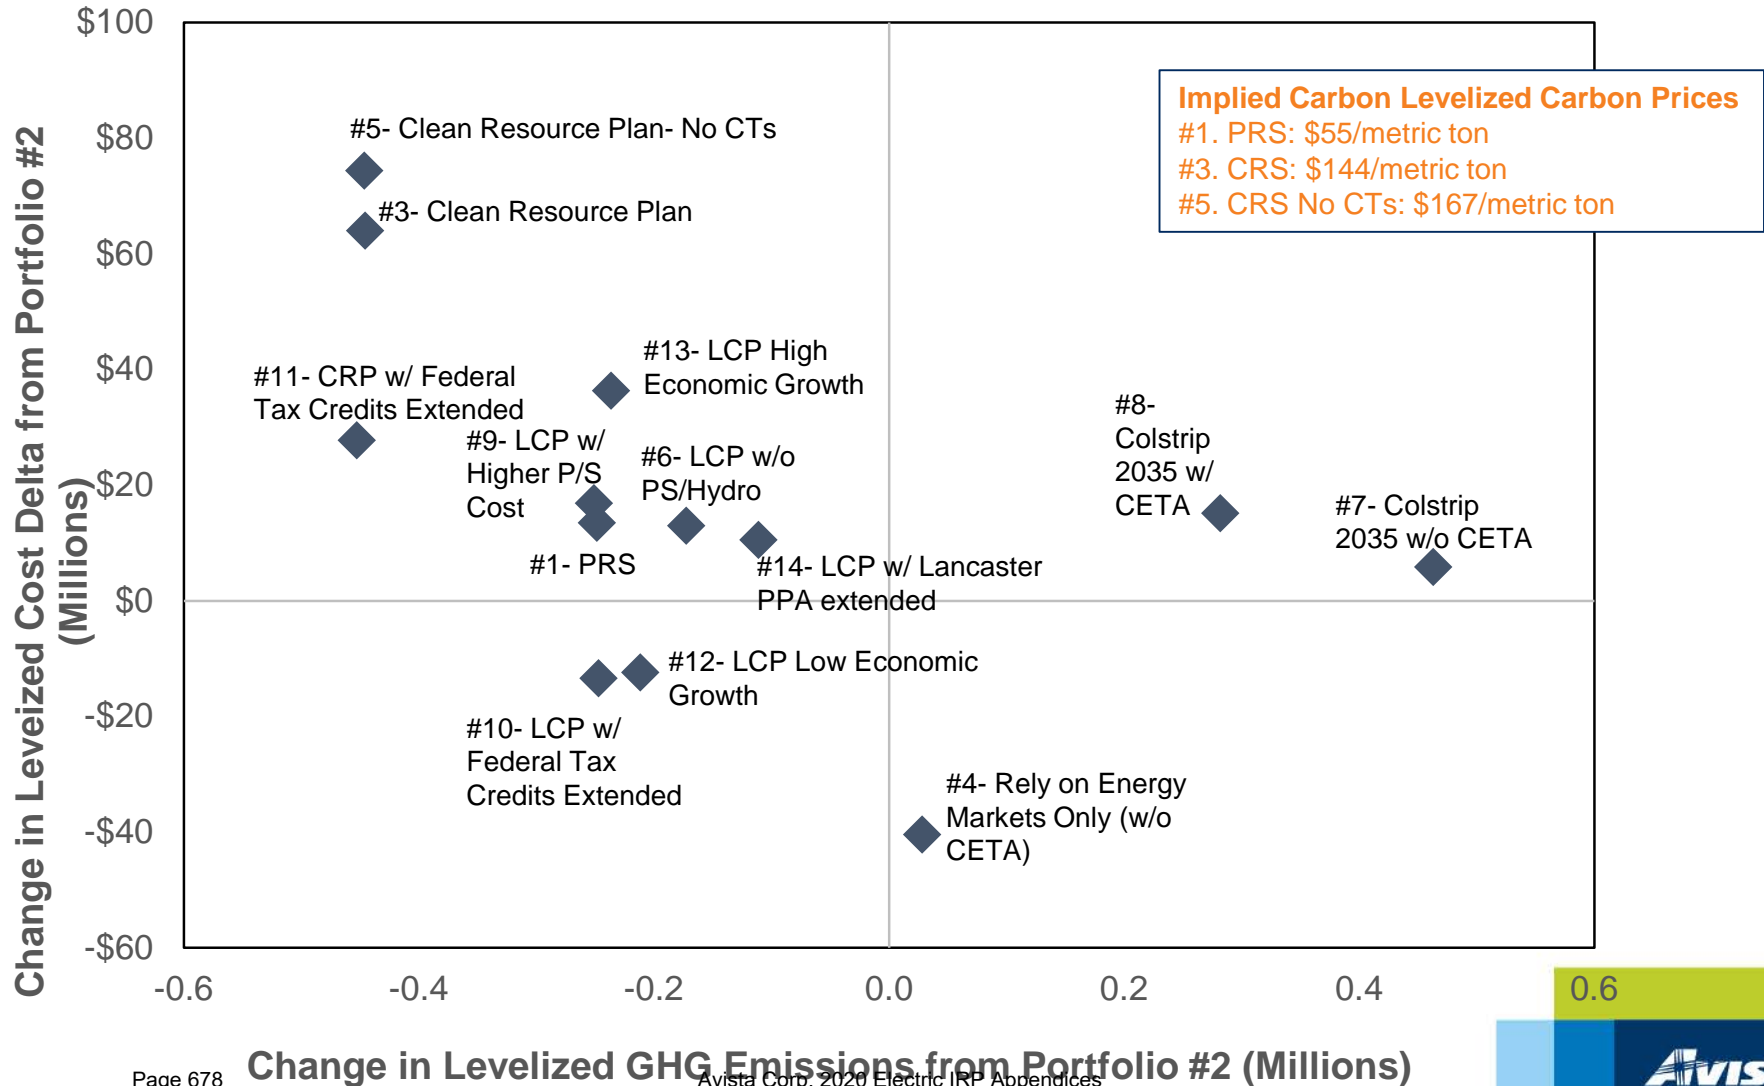 $100
$80
$60
$40
$20
$0
-$20
-$40
-$60
Change in Leveized Cost Delta from Portfolio #2
(Millions)
Implied Carbon Levelized Carbon Prices
#1. PRS: $55/metric ton
#3. CRS: $144/metric ton
#5. CRS No CTs: $167/metric ton
#5- Clean Resource Plan- No CTs
#3- Clean Resource Plan
#13- LCP High
Economic Growth
#11- CRP w/ Federal
Tax Credits Extended
#9- LCP w/
Higher P/S
Cost
#6- LCP w/o
PS/Hydro
#8-
Colstrip
2035 w/
CETA
#7- Colstrip
2035 w/o CETA
#1- PRS
#14- LCP w/ Lancaster
PPA extended
#12- LCP Low Economic
Growth
#10- LCP w/
Federal Tax
Credits Extended
#4- Rely on Energy
Markets Only (w/o
CETA)
-0.6 -0.4 -0.2 0.0 0.2 0.4 0.6
Change in Levelized GHG Emissions from Portfolio #2 (Millions)
Page 678 Avista Corp. 2020 Electric IRP Appendices
AVIS